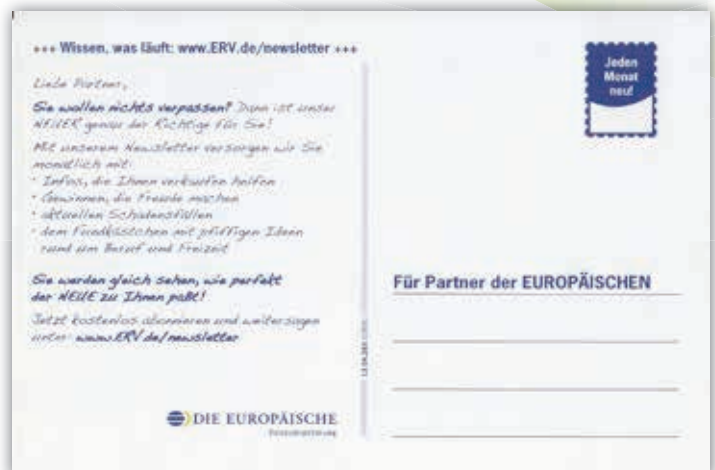 +++ Wissen, was läuft: www.ERV.de/newsletter +++
Liebe Partner,
Sie wollen nichts verpassen? Dann ist unser
NEUER genau der Richtige für Sie!
Mit unserem Newsletter versorgen wir Sie
monatlich mit:
· Infos, die Ihnen verkaufen helfen
· Gewinnen, die Freude machen
· aktuellen Schadensfällen
· dem Fundkästchen mit pfiffigen Ideen
rund um Beruf und Freizeit
Sie werden gleich sehen, wie perfekt
der NEUE zu Ihnen paßt!
Jetzt kostenlos abonnieren und weitersagen
unter: www.ERV.de/newsletter
DIE EUROPÄISCHE
Reiseversicherung
Jeden
Monat
neu!
Für Partner der EUROPÄISCHEN